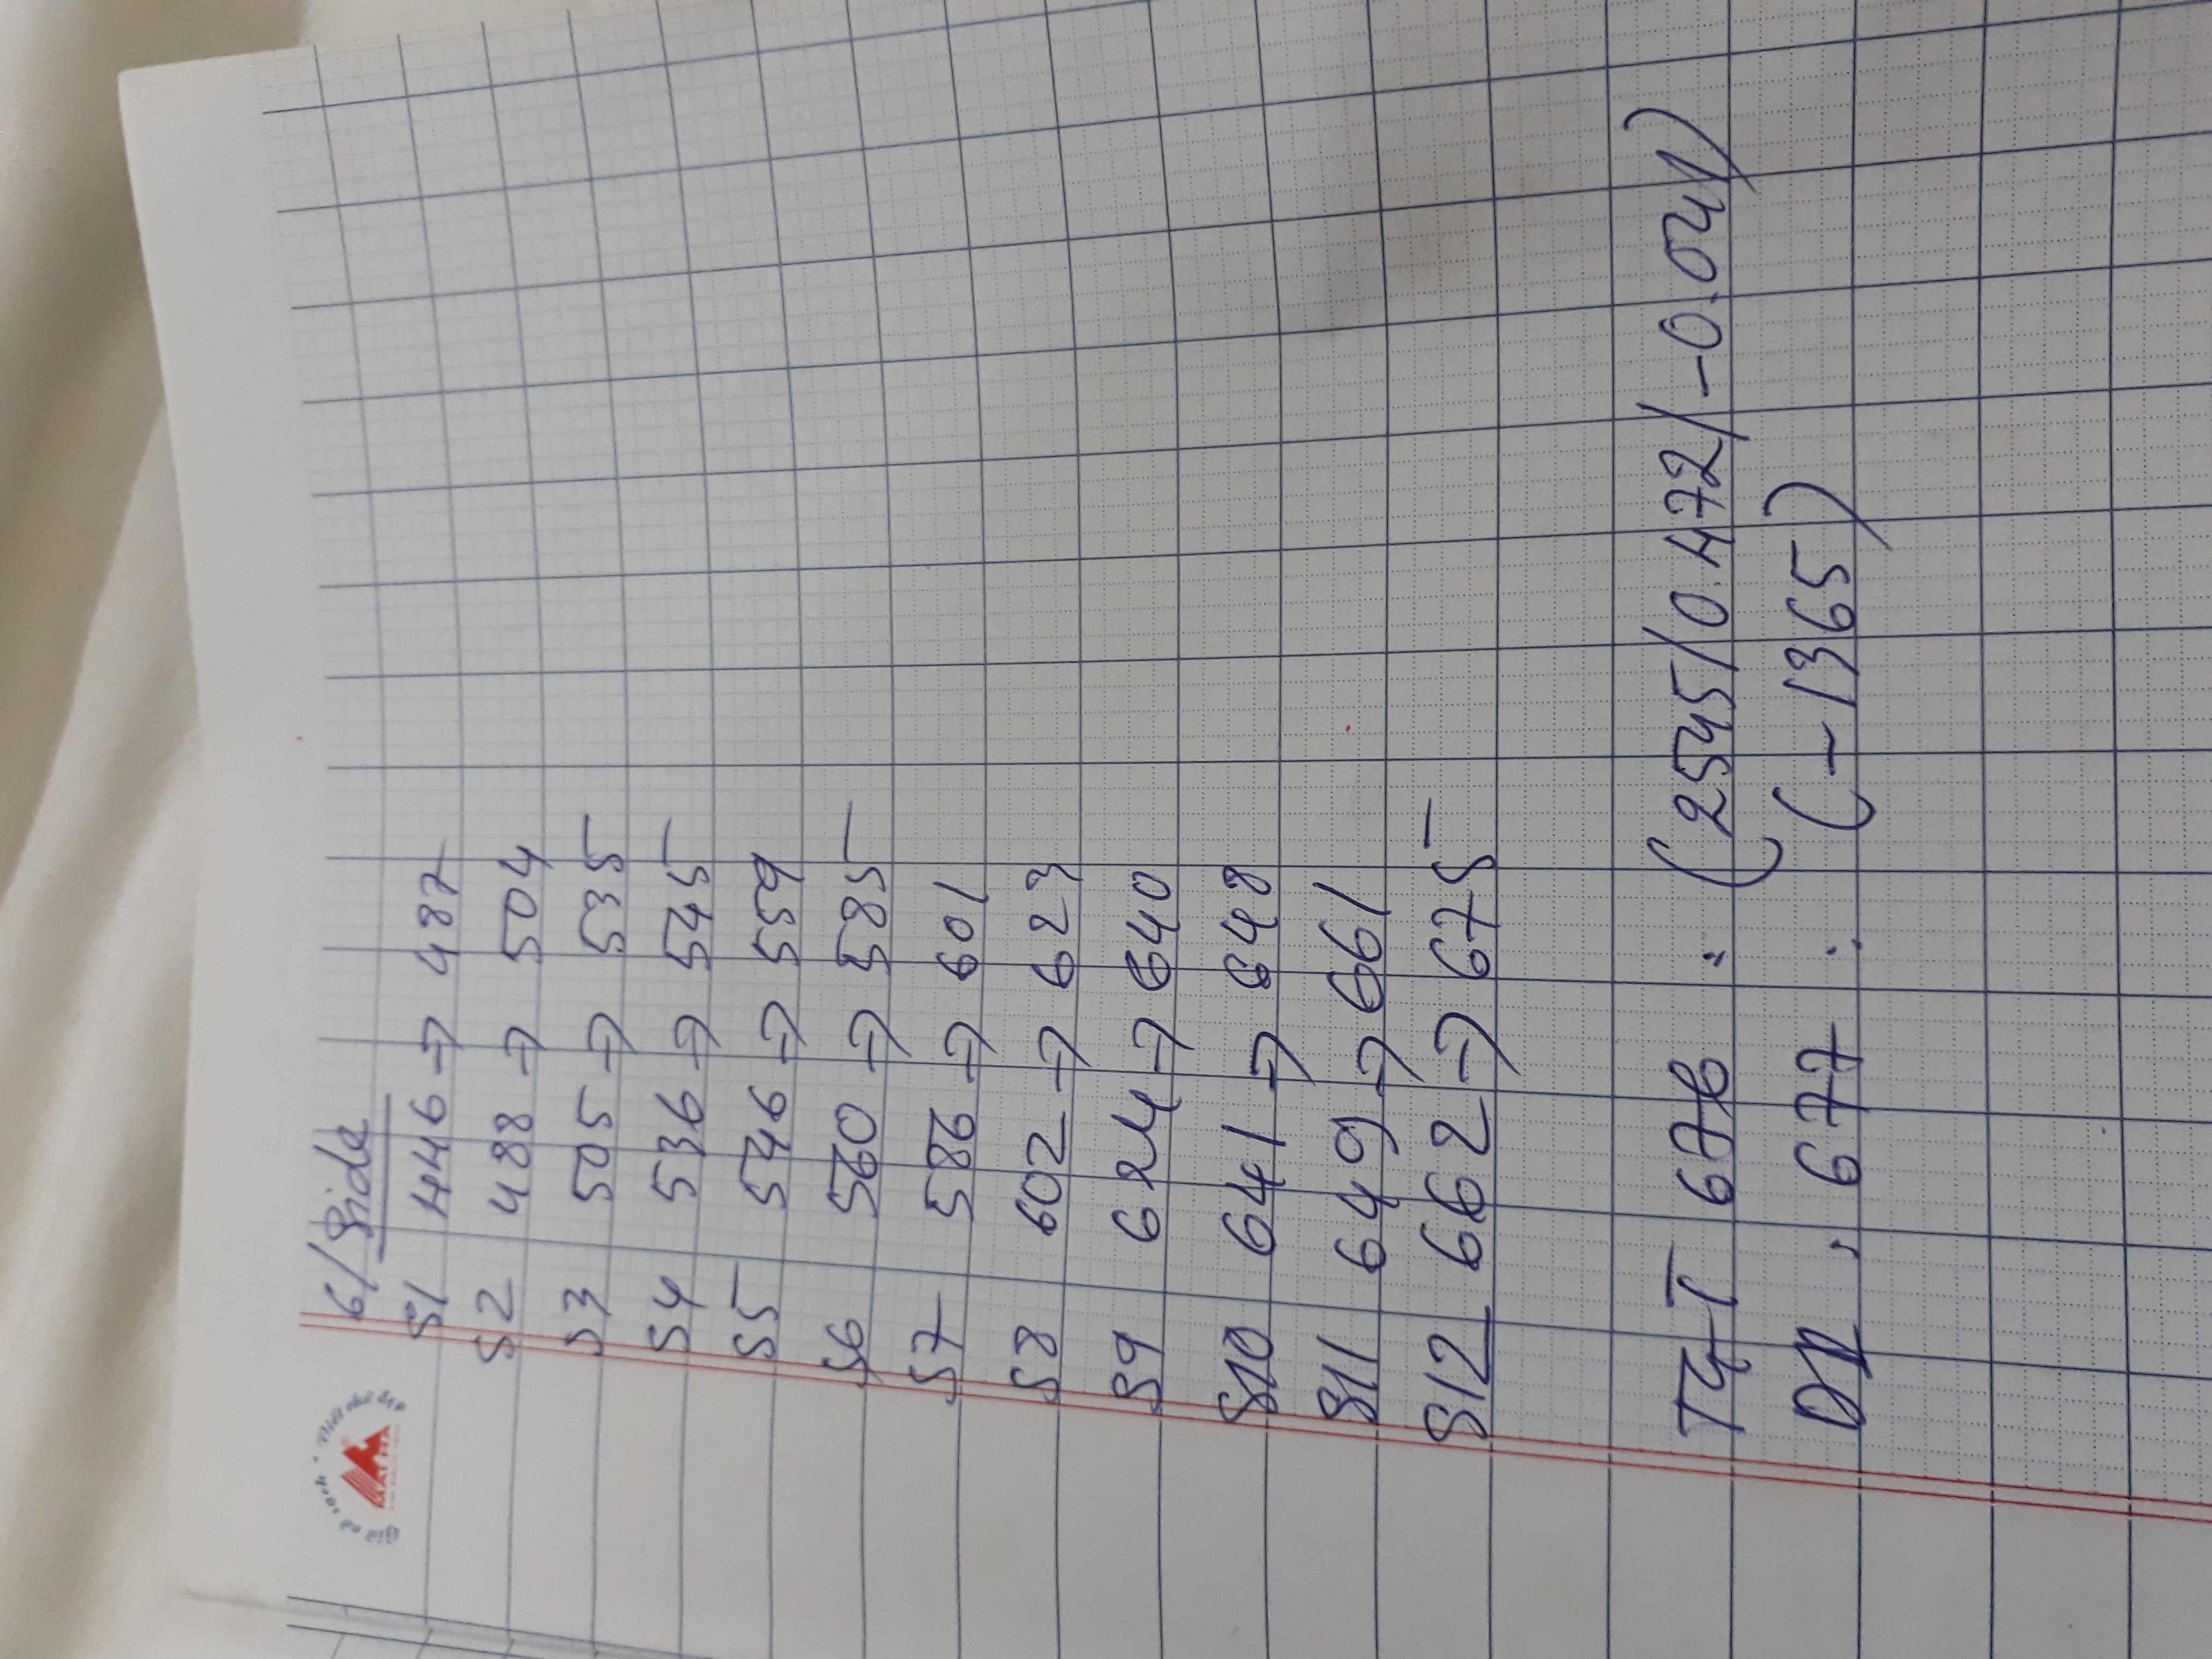 Giữ vở sạch • Viết chữ đẹp
MAI HA
6/ Side
S1 446 → 487
S2 488 → 504
S3 505 → 535
S4 536 → 545
S5 546 → 559
S6 560 → 585
S7 586 → 601
S8 602 → 623
S9 624 → 640
S10 641 → 648
S11 649 → 661
S12 662 → 675
676 : (2545/0.472/-0.041)
677 : (-1365)